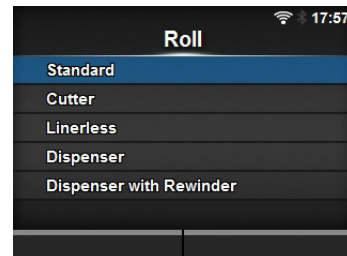 17:57
Roll
Standard
Cutter
Linerless
Dispenser
Dispenser with Rewinder